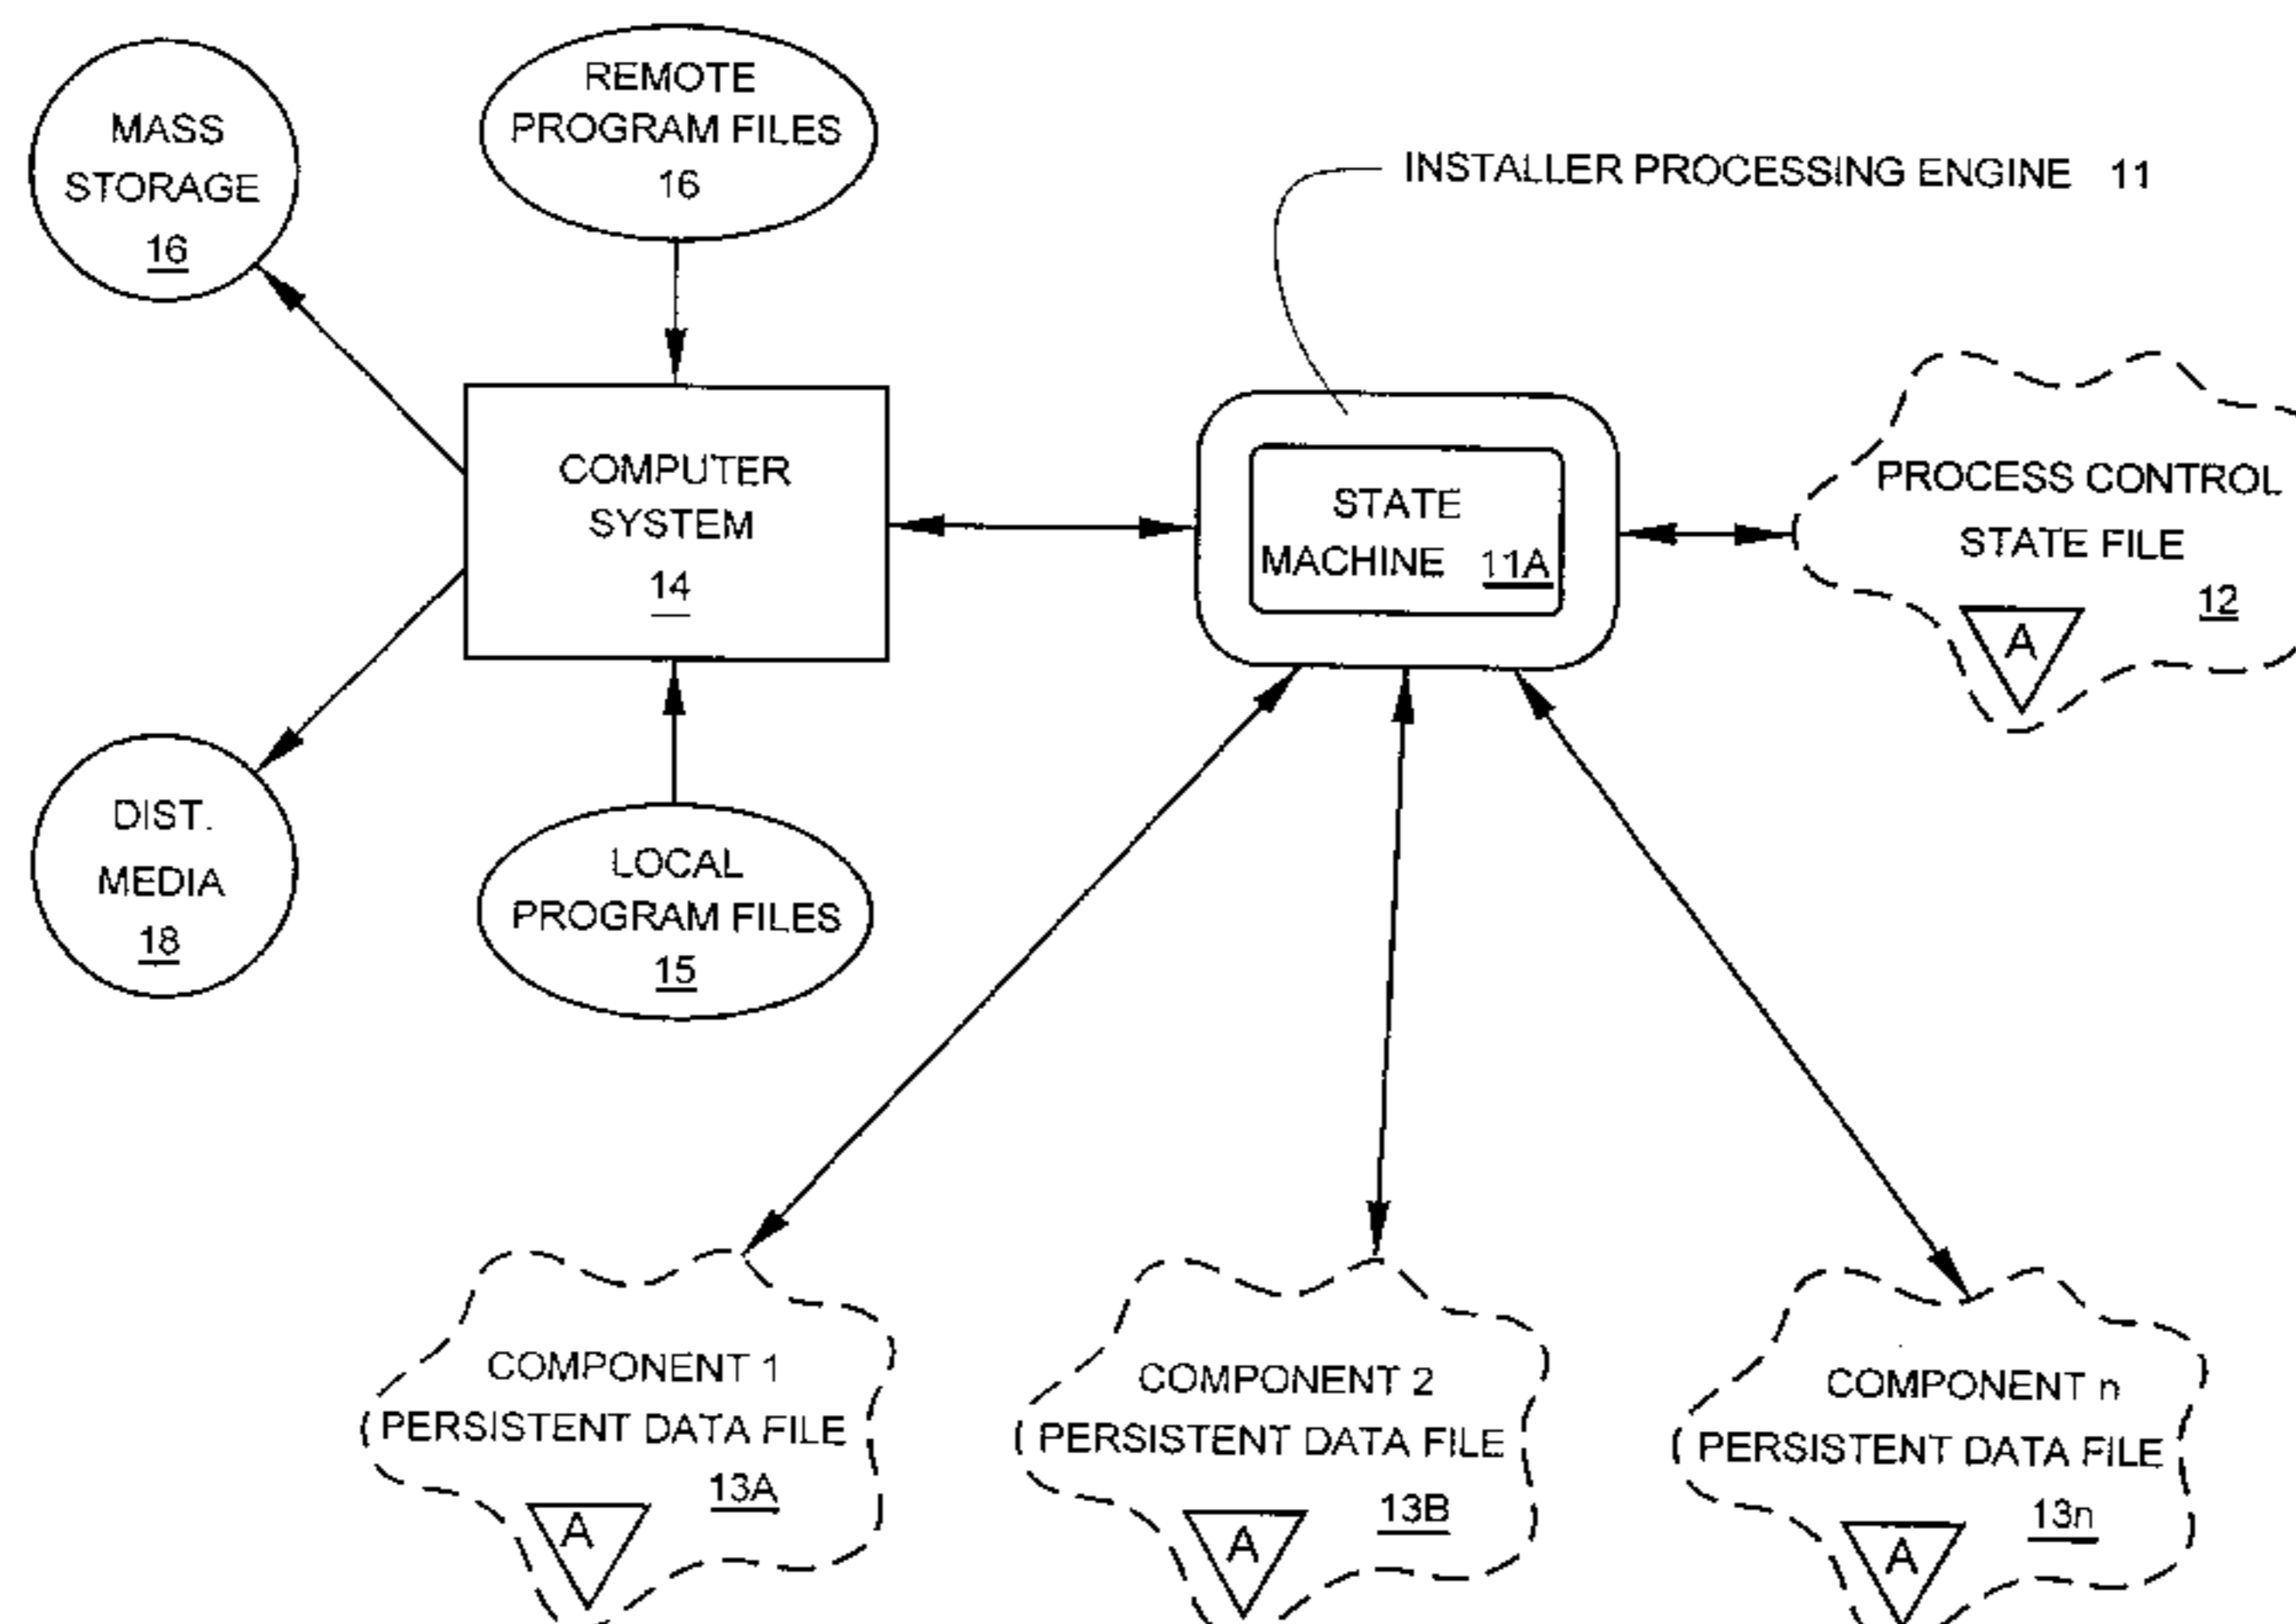 MASS
STORAGE
16
REMOTE
PROGRAM FILES
16
INSTALLER PROCESSING ENGINE 11
COMPUTER
SYSTEM
14
STATE
MACHINE 11A
PROCESS CONTROL
STATE FILE
12
A
DIST.
MEDIA
18
LOCAL
PROGRAM FILES
15
COMPONENT 1
PERSISTENT DATA FILE
13A
A
COMPONENT 2
PERSISTENT DATA FILE
13B
A
COMPONENT n
PERSISTENT DATA FILE
13n
A